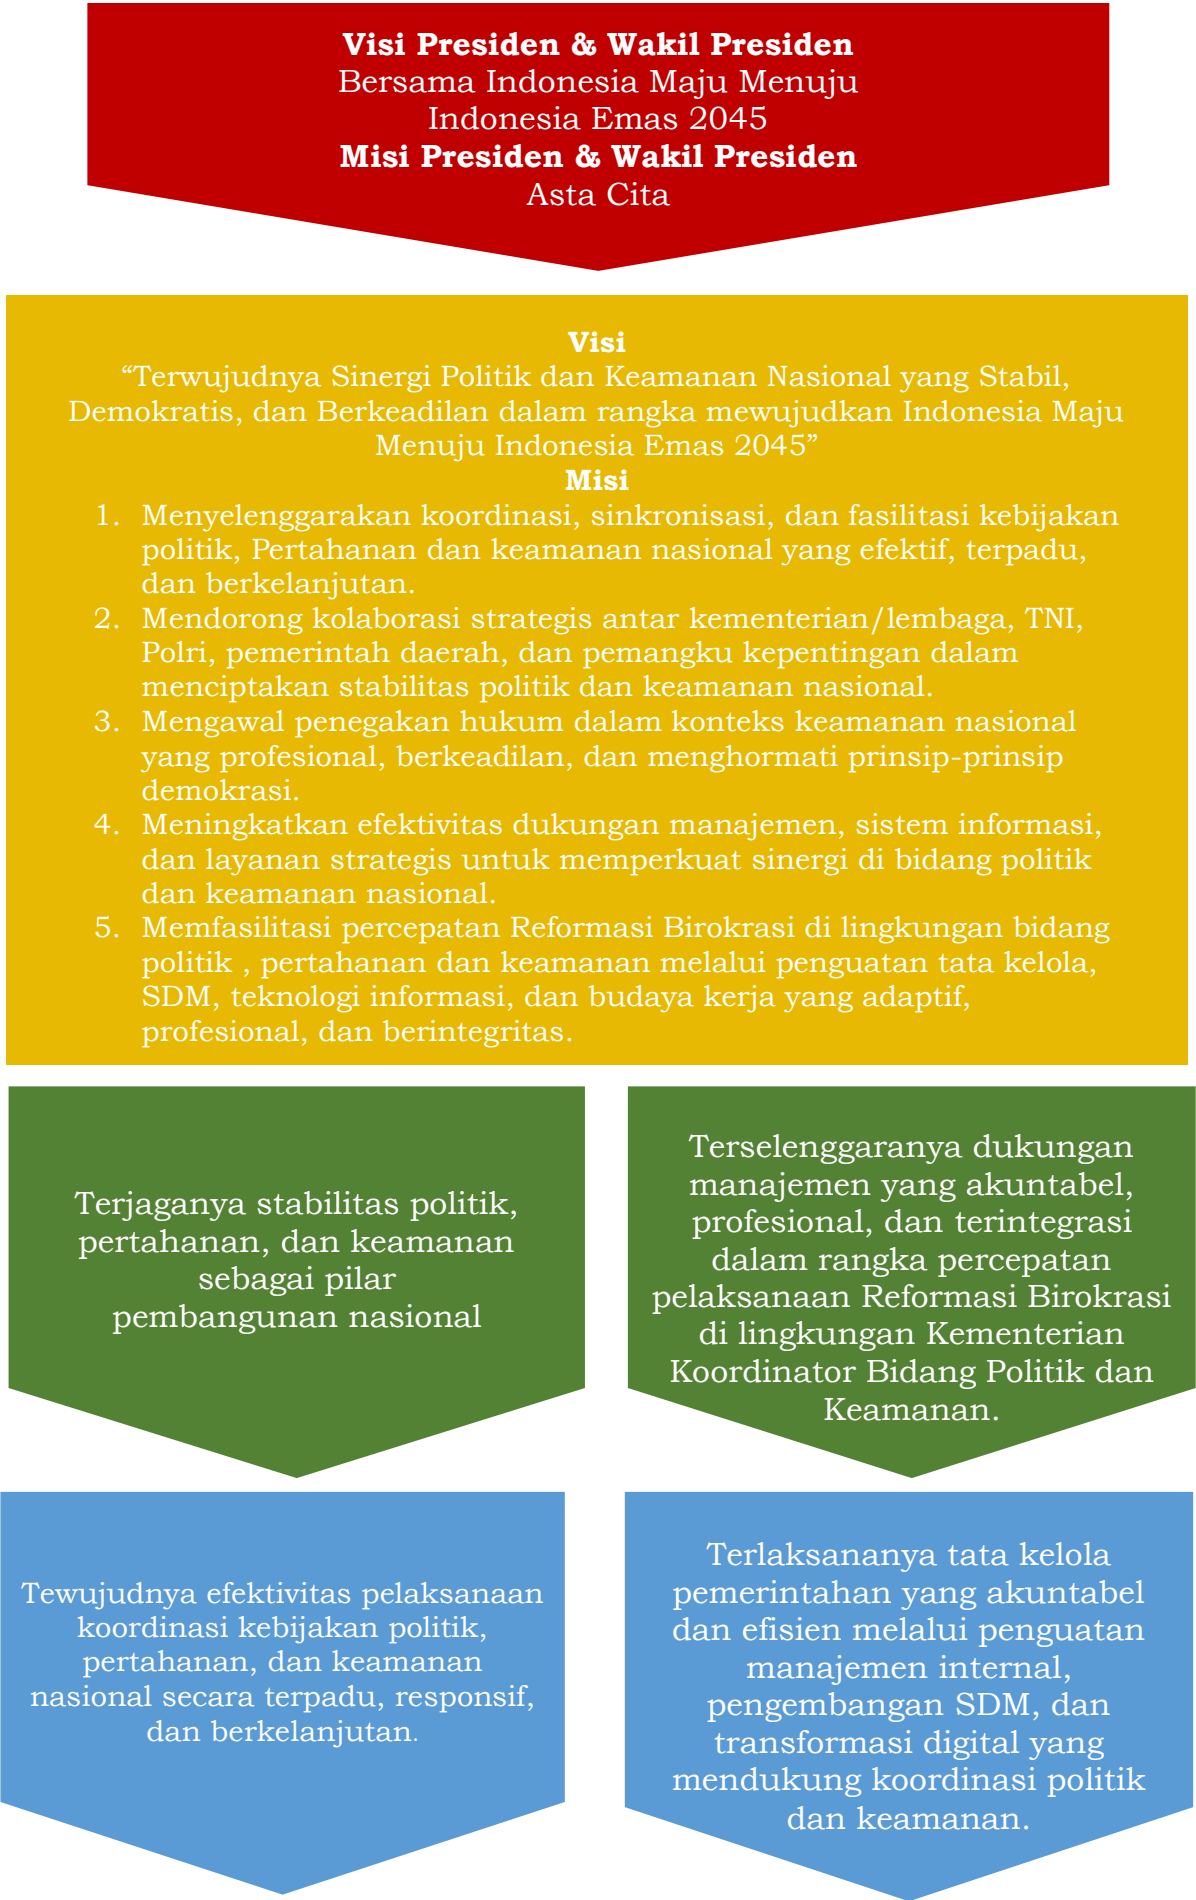 Visi Presiden & Wakil Presiden
Bersama Indonesia Maju Menuju
Indonesia Emas 2045
Misi Presiden & Wakil Presiden
Asta Cita
Visi
“Terwujudnya Sinergi Politik dan Keamanan Nasional yang Stabil,
Demokratis, dan Berkeadilan dalam rangka mewujudkan Indonesia Maju
Menuju Indonesia Emas 2045”
Misi
1. Menyelenggarakan koordinasi, sinkronisasi, dan fasilitasi kebijakan
politik, Pertahanan dan keamanan nasional yang efektif, terpadu,
dan berkelanjutan.
2. Mendorong kolaborasi strategis antar kementerian/lembaga, TNI,
Polri, pemerintah daerah, dan pemangku kepentingan dalam
menciptakan stabilitas politik dan keamanan nasional.
3. Mengawal penegakan hukum dalam konteks keamanan nasional
yang profesional, berkeadilan, dan menghormati prinsip-prinsip
demokrasi.
4. Meningkatkan efektivitas dukungan manajemen, sistem informasi,
dan layanan strategis untuk memperkuat sinergi di bidang politik
dan keamanan nasional.
5. Memfasilitasi percepatan Reformasi Birokrasi di lingkungan bidang
politik , pertahanan dan keamanan melalui penguatan tata kelola,
SDM, teknologi informasi, dan budaya kerja yang adaptif,
profesional, dan berintegritas.
Terjaganya stabilitas politik,
pertahanan, dan keamanan
sebagai pilar
pembangunan nasional
Terselenggaranya dukungan
manajemen yang akuntabel,
profesional, dan terintegrasi
dalam rangka percepatan
pelaksanaan Reformasi Birokrasi
di lingkungan Kementerian
Koordinator Bidang Politik dan
Keamanan.
Tewujudnya efektivitas pelaksanaan
koordinasi kebijakan politik,
pertahanan, dan keamanan
nasional secara terpadu, responsif,
dan berkelanjutan.
Terlaksananya tata kelola
pemerintahan yang akuntabel
dan efisien melalui penguatan
manajemen internal,
pengembangan SDM, dan
transformasi digital yang
mendukung koordinasi politik
dan keamanan.